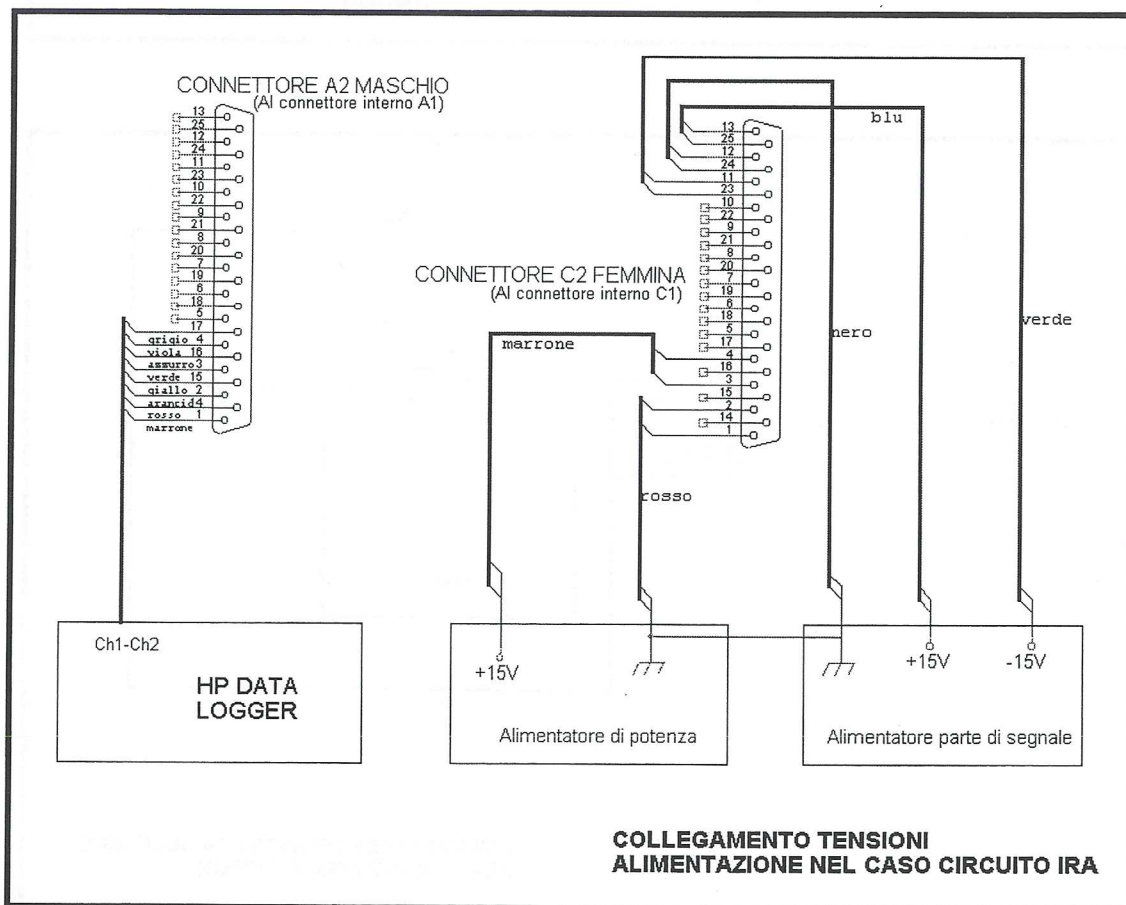 CONNETTORE A2 MASCHIO
(Al connettore interno A1)
13
25
12
24
11
23
10
22
9
21
8
20
7
19
6
18
5
17
grigio 4
viola 16
assurro 3
verde 15
giallo 2
arancid4
rosso 1
marrone
Ch1-Ch2
HP DATA
LOGGER
CONNETTORE C2 FEMMINA
(Al connettore interno C1)
13
25
12
24
11
23
10
22
9
21
8
20
7
19
6
18
5
17
4
16
3
15
2
14
1
blu
marrone
rosso
nero
verde
+15V
Alimentatore di potenza
+15V
-15V
Alimentatore parte di segnale
COLLEGAMENTO TENSIONI
ALIMENTAZIONE NEL CASO CIRCUITO IRA